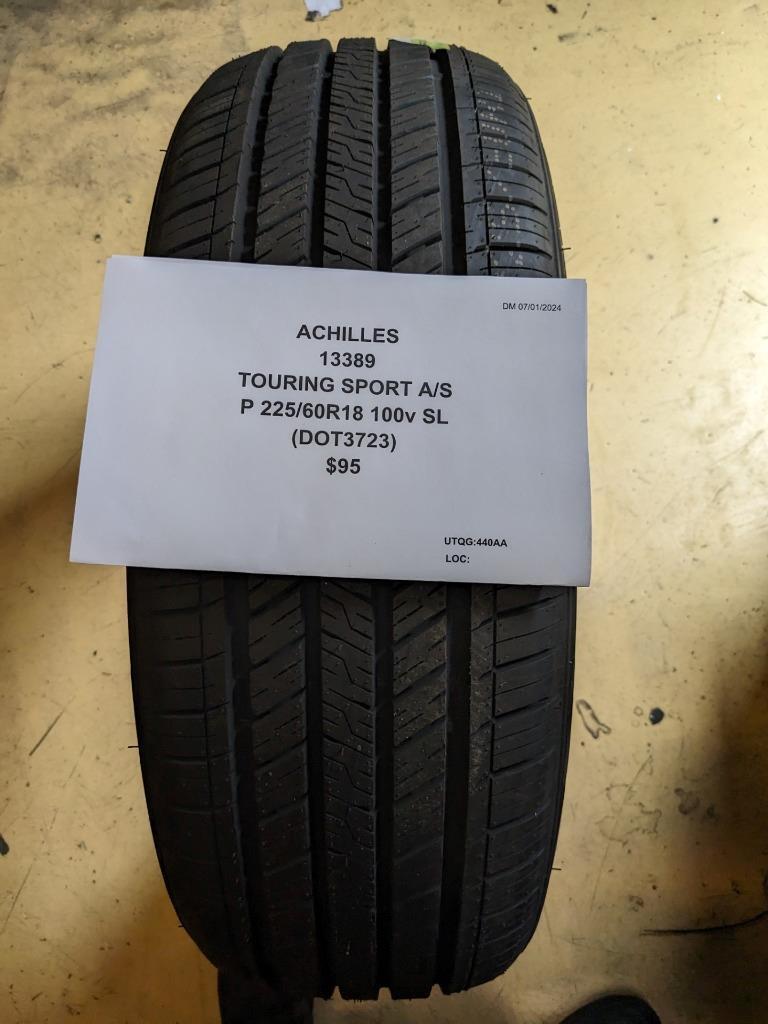 DM 07/01/2024
ACHILLES
13389
TOURING SPORT A/S
P 225/60R18 100v SL
(DOT3723)
$95
UTQG:440AA
LOC: